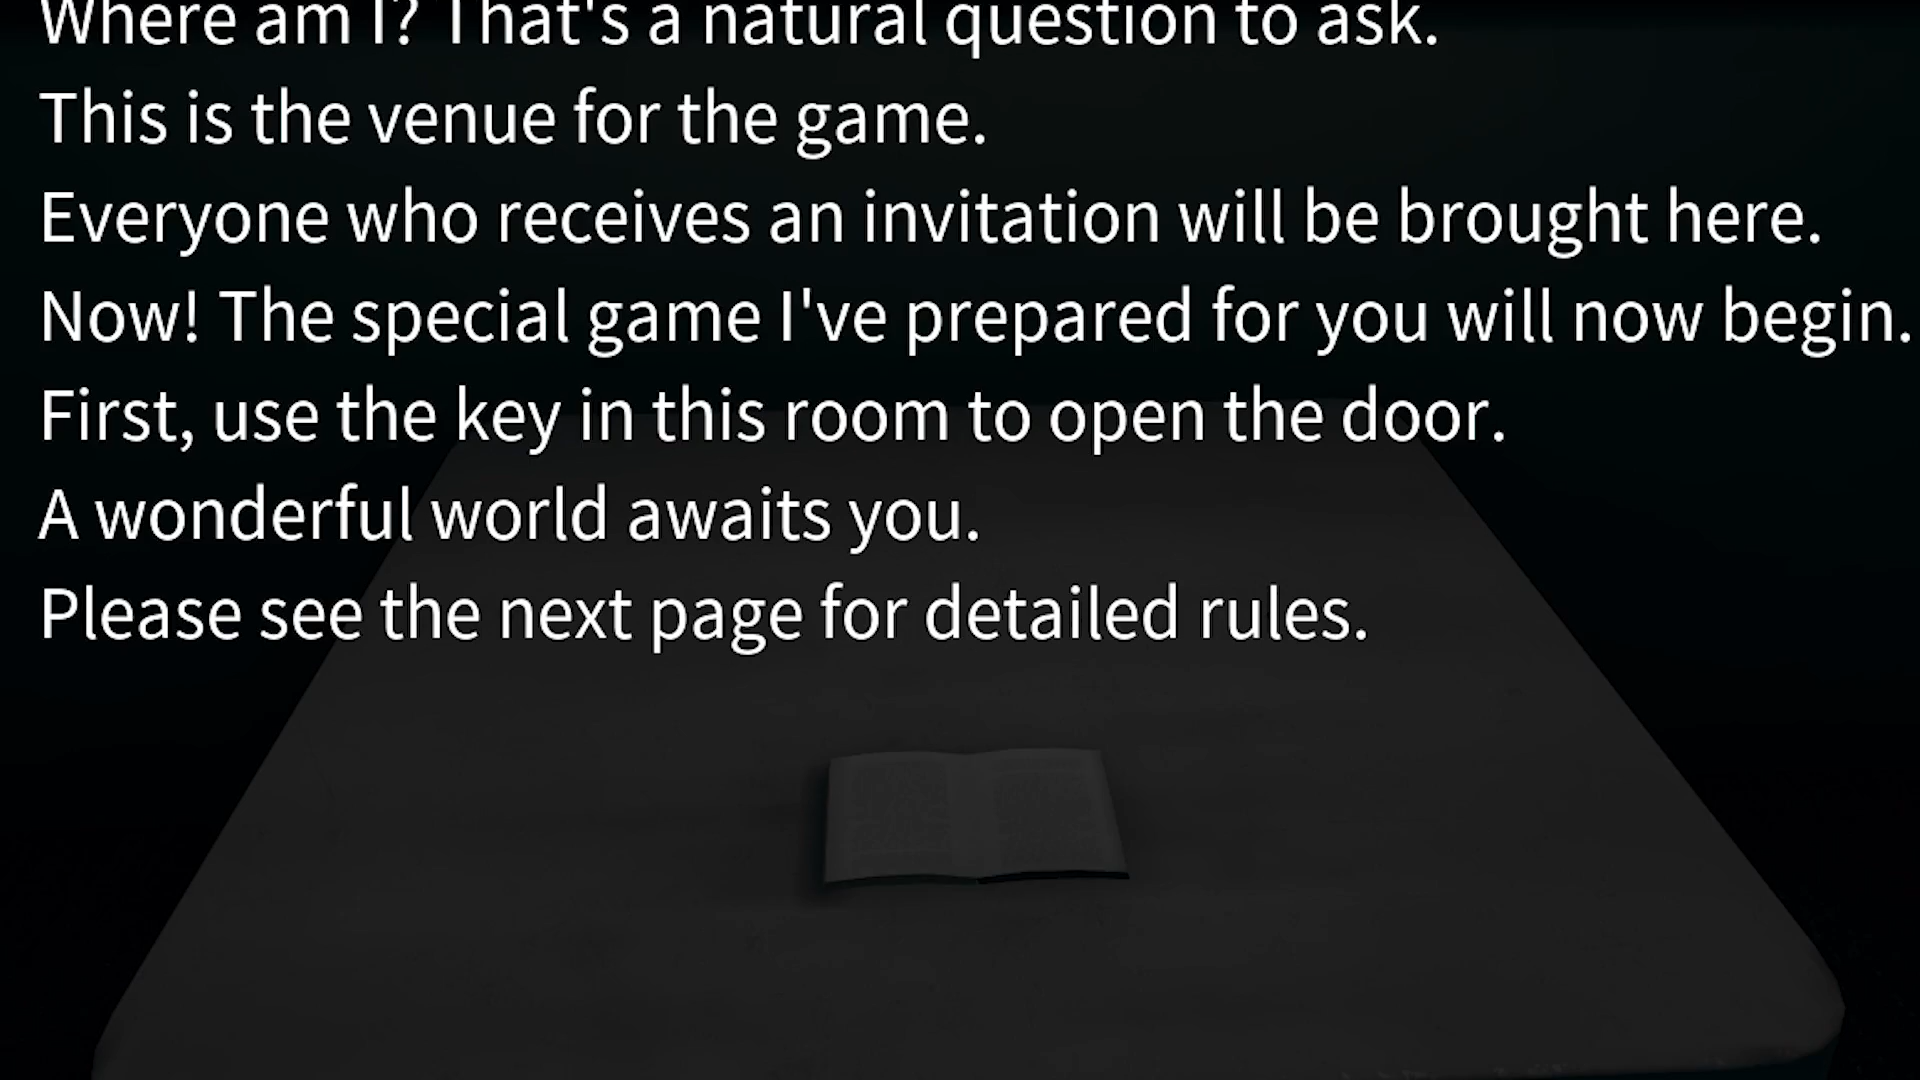 Where am I? That's a natural question to ask.
This is the venue for the game.
Everyone who receives an invitation will be brought here.
Now! The special game I've prepared for you will now begin.
First, use the key in this room to open the door.
A wonderful world awaits you.
Please see the next page for detailed rules.